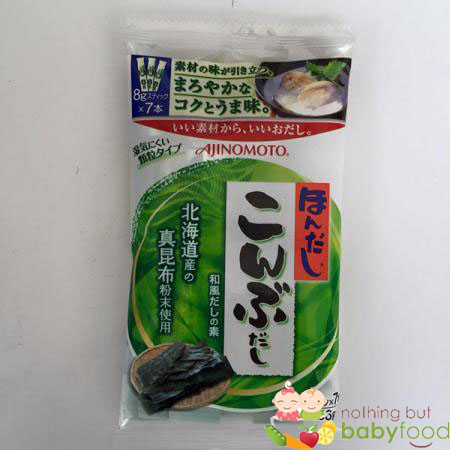 素材の味が引き立つ、
まろやかな
コクとうま味。
8gスティック
×7本
いい素材から、いいおだし。
湿気にくい
顆粒タイプ
AJINOMOTO®
ほんだし®
こんぶだし
北海道産の
真昆布粉末使用
和風だしの素
nothing but
babyfood